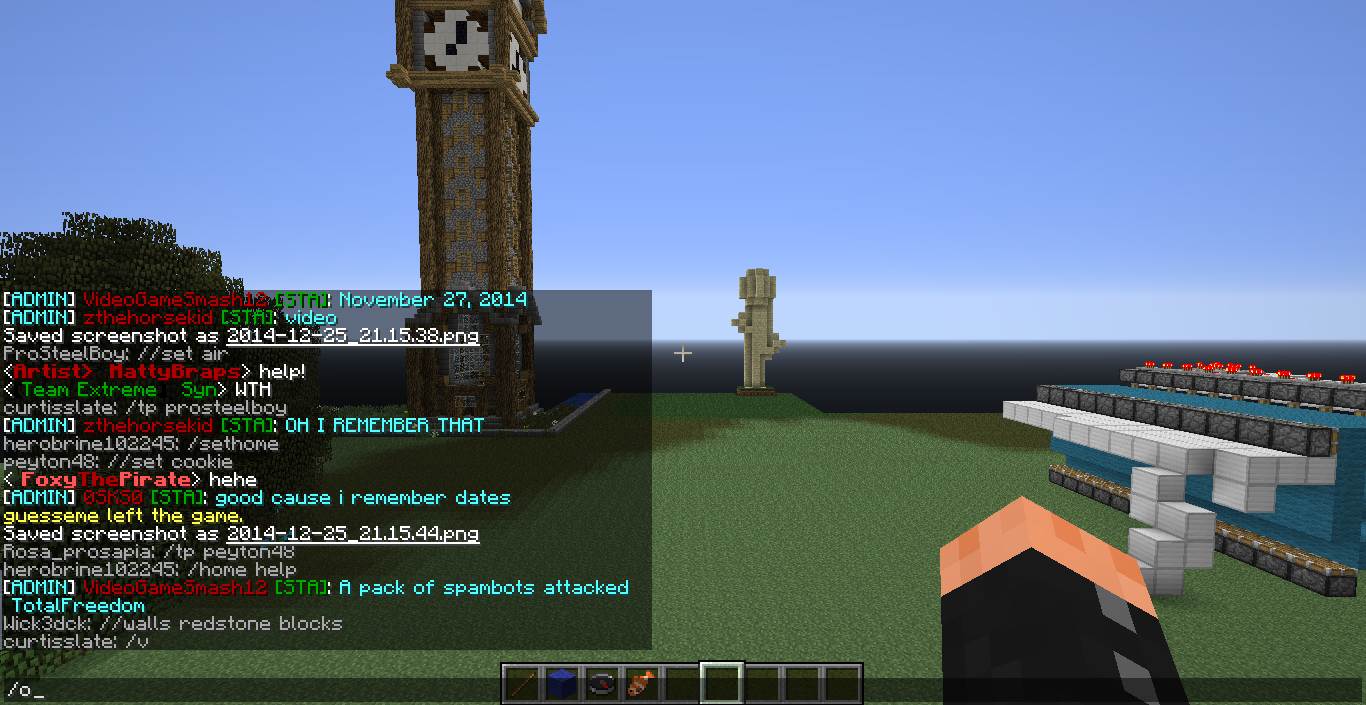 [ADMIN] VideoGameSmash12 [STA]: November 27, 2014
[ADMIN] zthehorsekid [STA]: video
Saved screenshot as 2014-12-25_21.15.38.png
ProSteelBoy: //set air
<Artist> MattyBraps> help!
< Team Extreme Syn> WTH
curtisslate: /tp prosteelboy
[ADMIN] zthehorsekid [STA]: OH I REMEMBER THAT
herobrine102245: /sethome
peyton48: //set cookie
< FoxyThePirate> hehe
[ADMIN] OSKSO [STA]: good cause i remember dates
guesseme left the game.
Saved screenshot as 2014-12-25_21.15.44.png
Rosa_prosapia: /tp peyton48
herobrine102245: /home help
[ADMIN] VideoGameSmash12 [STA]: A pack of spambots attacked
TotalFreedom
Wick3dck: //walls redstone blocks
curtisslate: /v
/o_